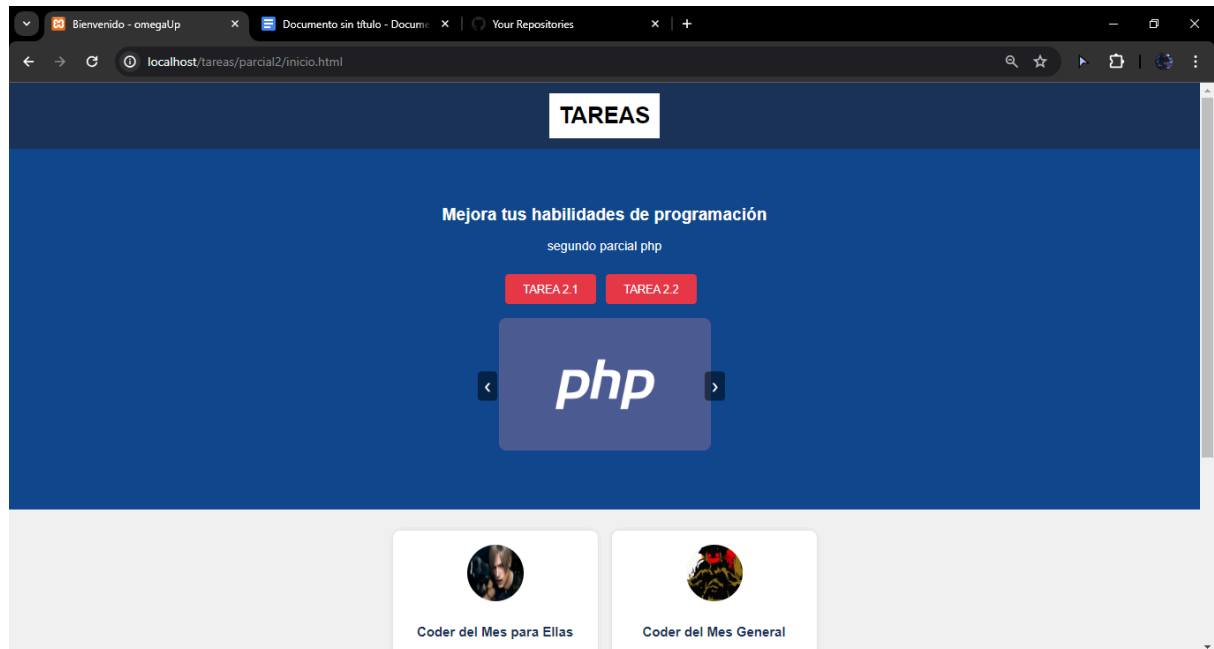 Bienvenido - omegaUp
Documento sin título - Docume
Your Repositories
localhost/tareas/parcial2/inicio.html
TAREAS
Mejora tus habilidades de programación
segundo parcial php
TAREA 2.1 TAREA 2.2
php
Coder del Mes para Ellas Coder del Mes General